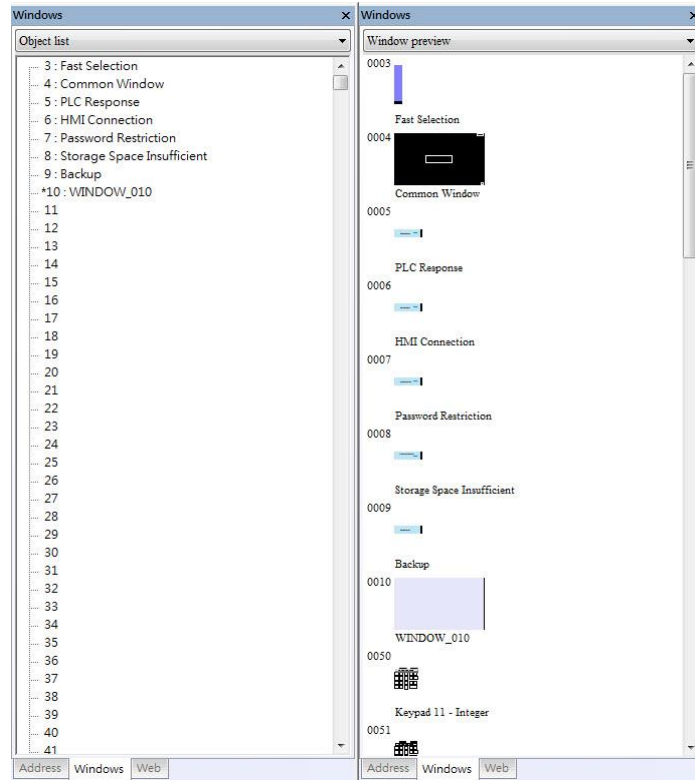 Windows x
Object list
3 : Fast Selection
4 : Common Window
5 : PLC Response
6 : HMI Connection
7 : Password Restriction
8 : Storage Space Insufficient
9 : Backup
*10 : WINDOW_010
11
12
13
14
15
16
17
18
19
20
21
22
23
24
25
26
27
28
29
30
31
32
33
34
35
36
37
38
39
40
41
Address Windows Web
Windows x
Window preview
0003
Fast Selection
0004
Common Window
0005
PLC Response
0006
HMI Connection
0007
Password Restriction
0008
Storage Space Insufficient
0009
Backup
0010
WINDOW_010
0050
Keypad 11 - Integer
0051
Address Windows Web